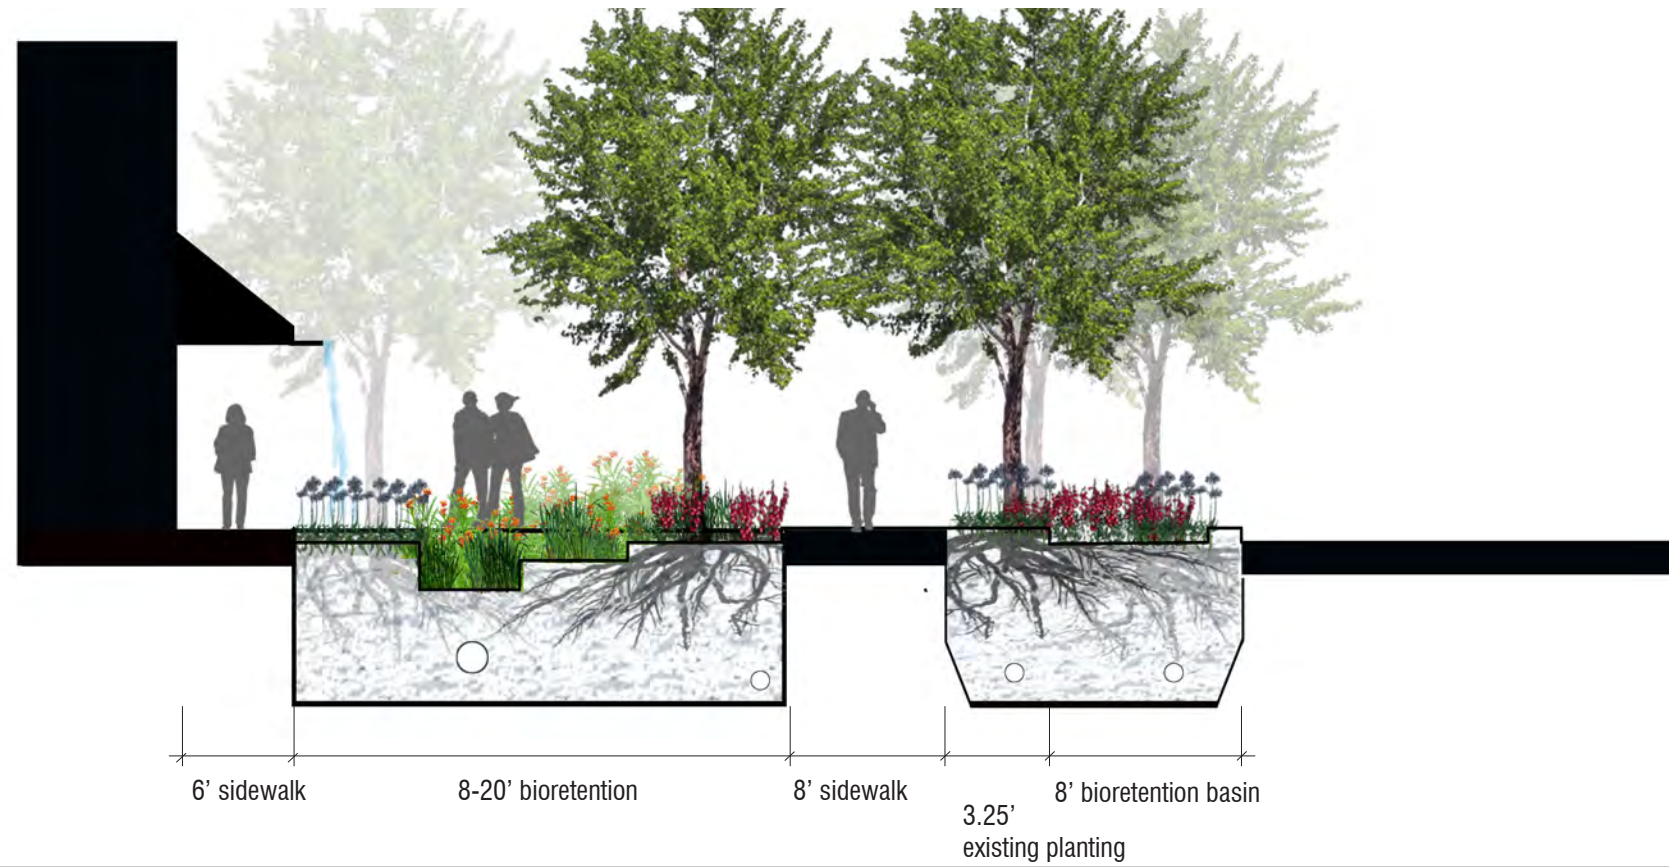 6’ sidewalk
8-20’ bioretention
8’ sidewalk
3.25’
existing planting
8’ bioretention basin